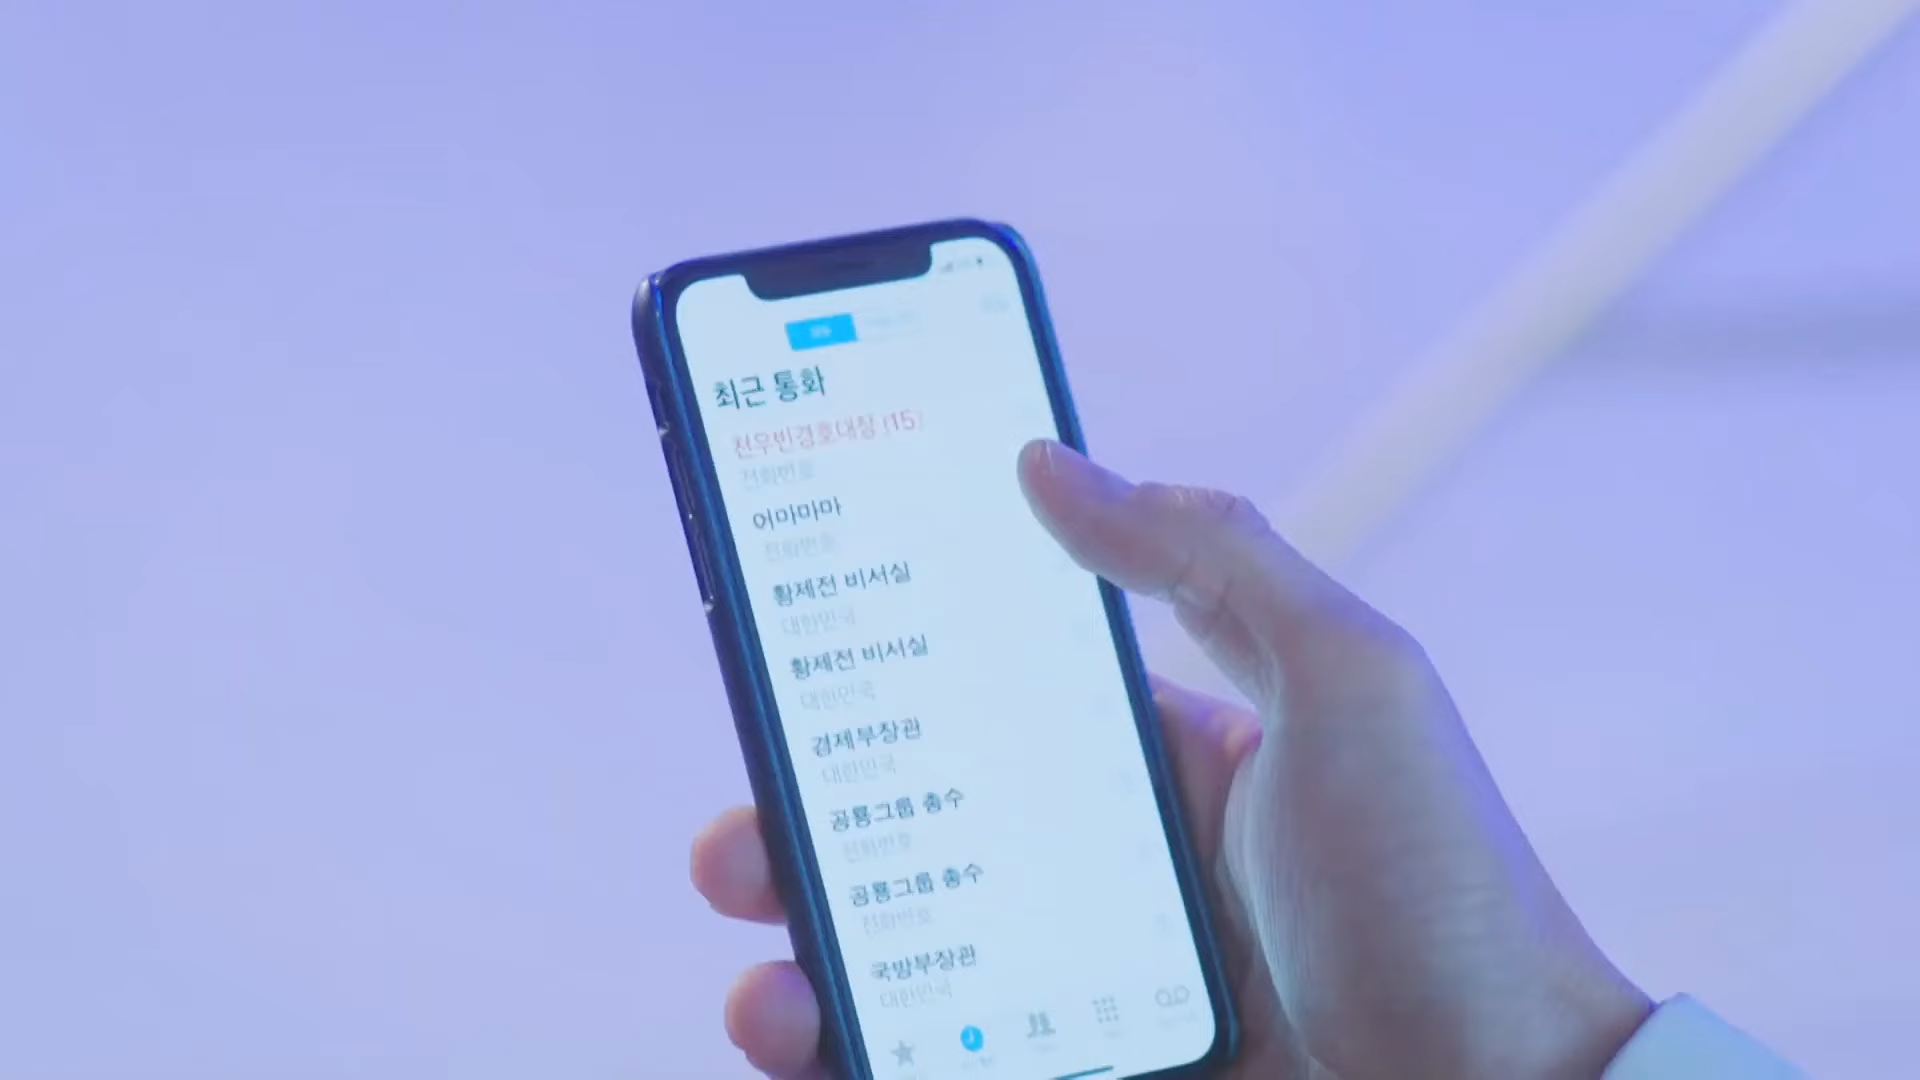 최근 통화
천우빈경호대장 (15)
전화번호
어마마마
전화번호
황제전 비서실
대한민국
황제전 비서실
대한민국
경제부장관
대한민국
공룡그룹 총수
전화번호
공룡그룹 총수
전화번호
국방부장관
대한민국